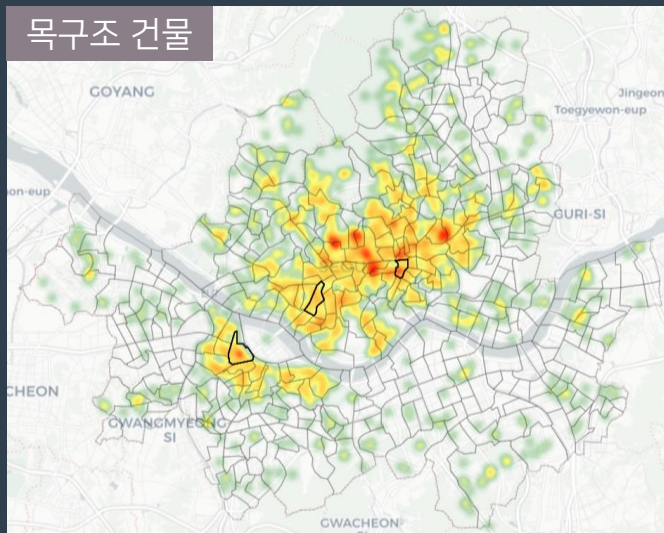 목구조 건물
GOYANG
Jingeon
Toegyewon-eup
on-eup
GURI-SI
CHEON
GWANGMYEONG
SI
GWACHEON-